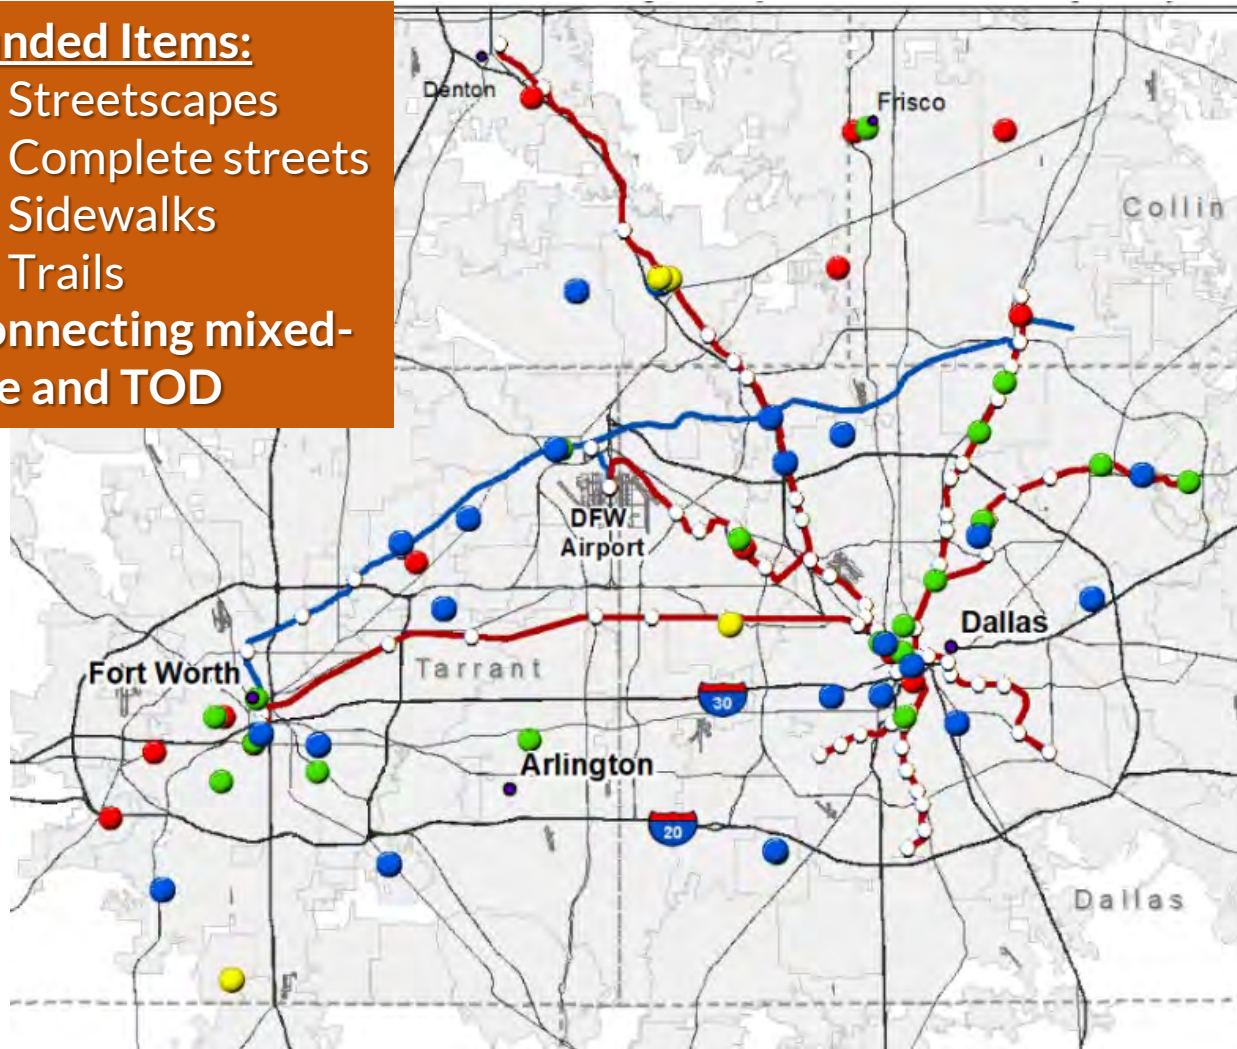 nded Items:
Streetscapes
Complete streets
Sidewalks
Trails
onnecting mixed-
e and TOD
Denton
Frisco
Collin
DFW
Airport
Dallas
Fort Worth
Tarrant
30
Arlington
20
Dallas